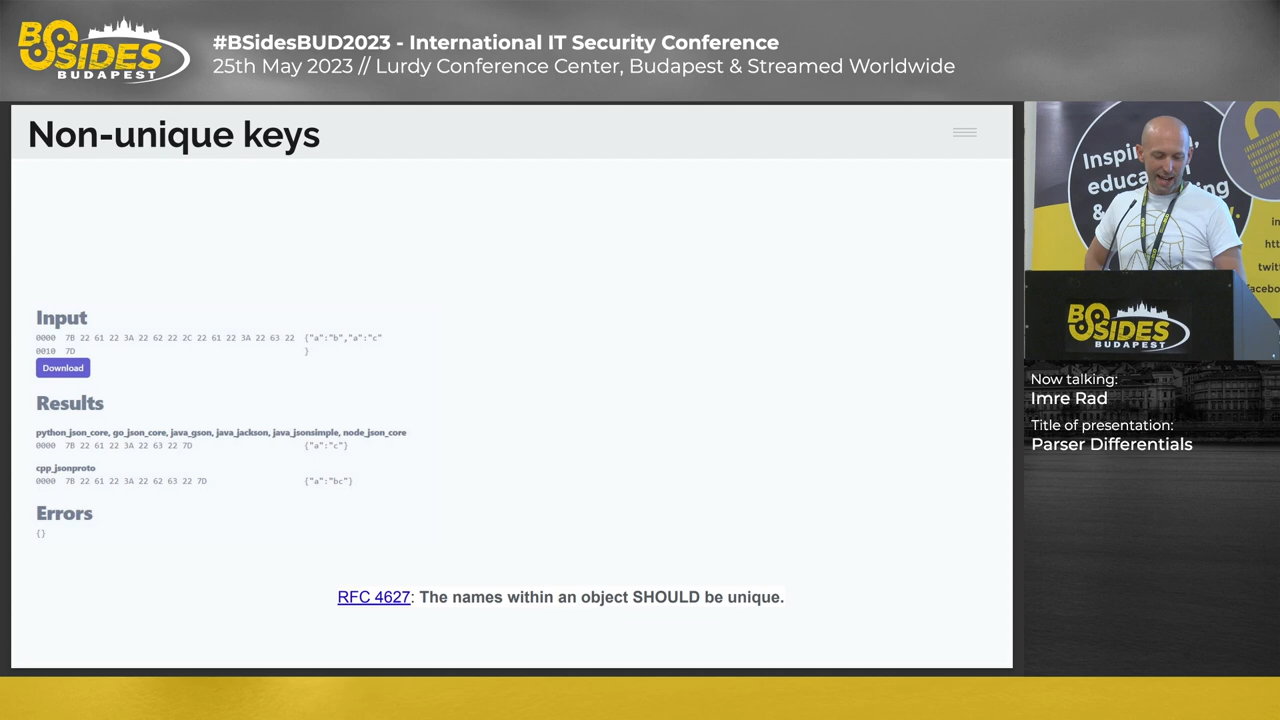 BSIDES
BUDAPEST
#BSidesBUD2023 - International IT Security Conference
25th May 2023 // Lurdy Conference Center, Budapest & Streamed Worldwide
Non-unique keys
Input
0000 7B 22 61 22 3A 22 62 22 2C 22 61 22 3A 22 63 22 {"a":"b","a":"c"
0010 7D }
Download
Results
python_json_core, go_json_core, java_gson, java_jackson, java_jsonsimple, node_json_core
0000 7B 22 61 22 3A 22 63 22 7D {"a":"c"}
cpp_jsonproto
0000 7B 22 61 22 3A 22 62 63 22 7D {"a":"bc"}
Errors
{}
RFC 4627: The names within an object SHOULD be unique.
BSIDES
BUDAPEST
Now talking:
Imre Rad
Title of presentation:
Parser Differentials